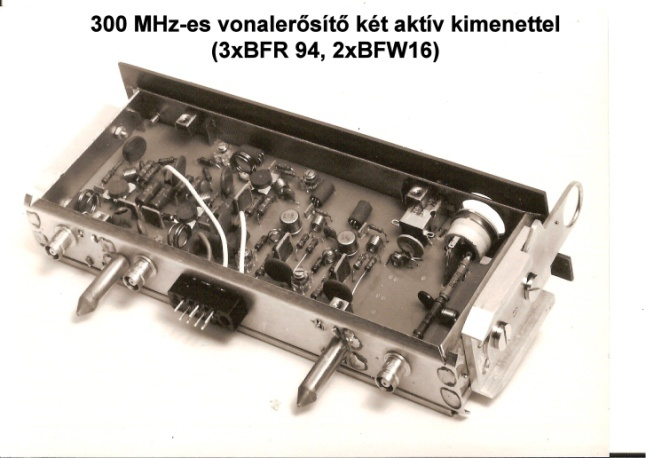 300 MHz-es vonalerősítő két aktív kimenettel
(3xBFR 94, 2xBFW16)